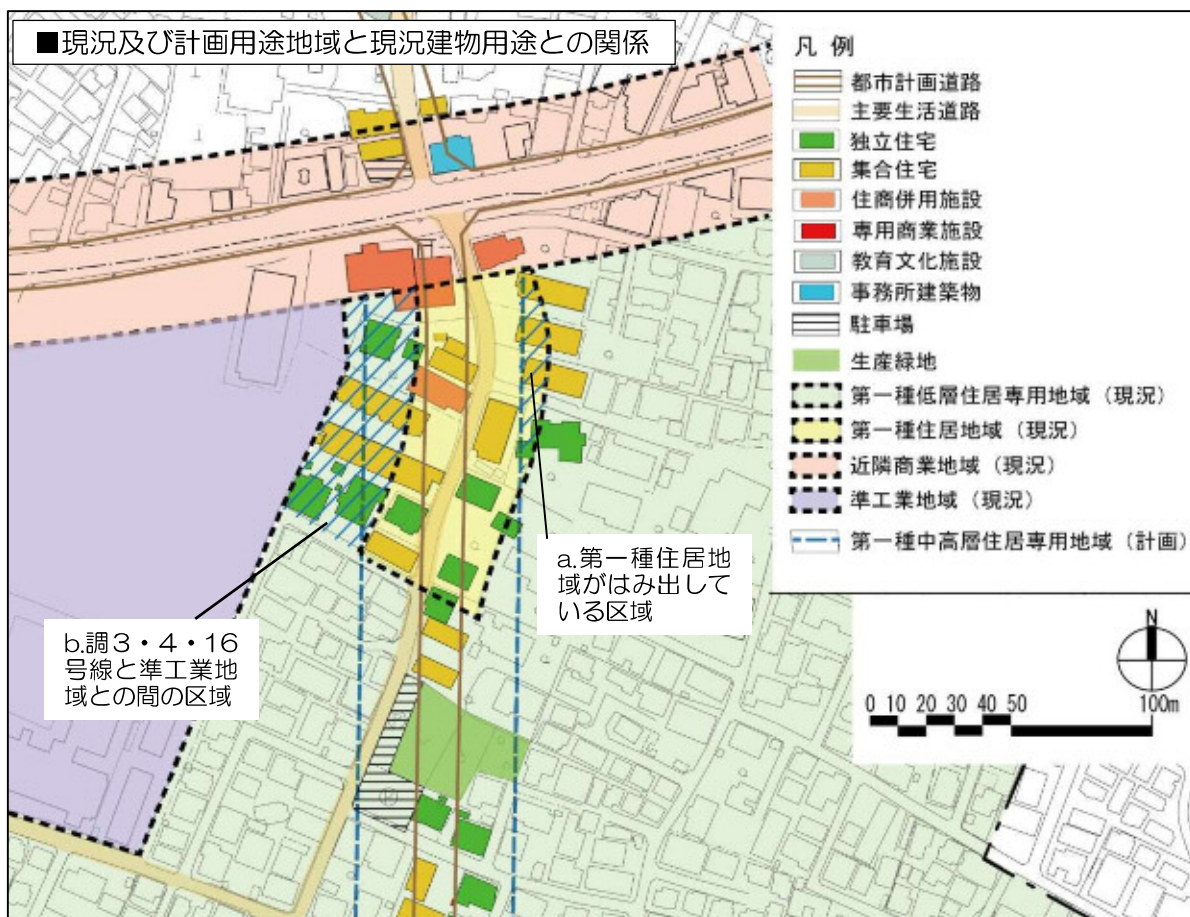 ■現況及び計画用途地域と現況建物用途との関係
凡 例
都市計画道路
主要生活道路
独立住宅
集合住宅
住商併用施設
専用商業施設
教育文化施設
事務所建築物
駐車場
生産緑地
第一種低層住居専用地域（現況）
第一種住居地域（現況）
近隣商業地域（現況）
準工業地域（現況）
第一種中高層住居専用地域（計画）
a.第一種住居地
域がはみ出して
いる区域
b.調３・４・16
号線と準工業地
域との間の区域
N
0 10 20 30 40 50 100m